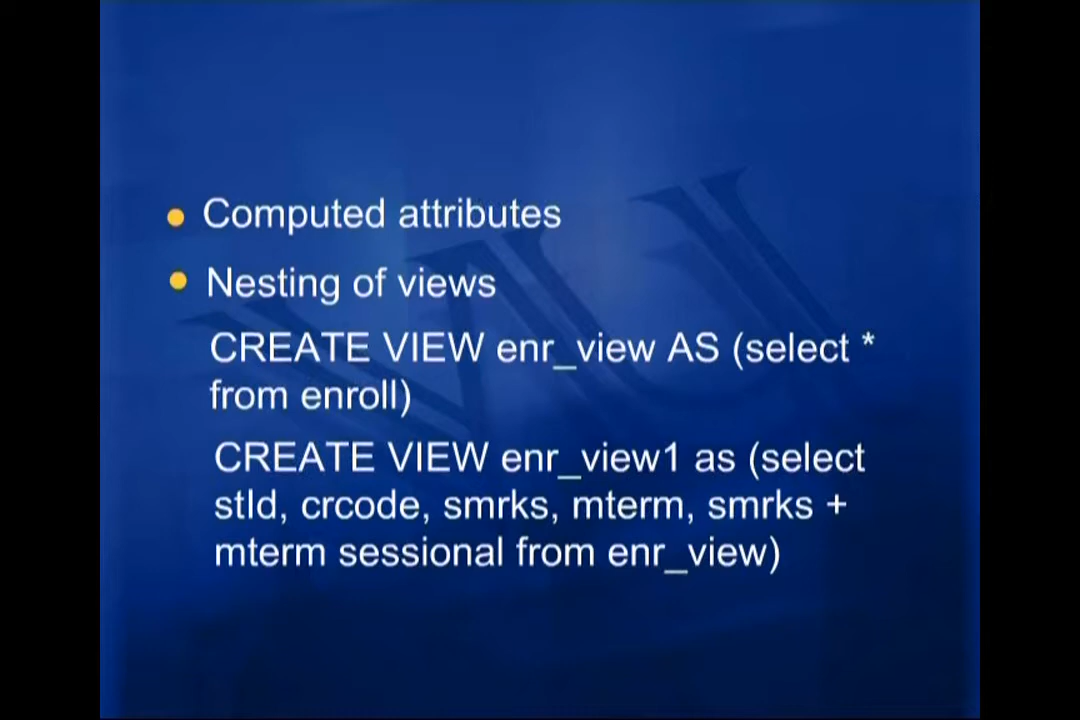 Computed attributes
Nesting of views
CREATE VIEW enr_view AS (select *
from enroll)
CREATE VIEW enr_view1 as (select
stId, crcode, smrks, mterm, smrks +
mterm sessional from enr_view)
VU